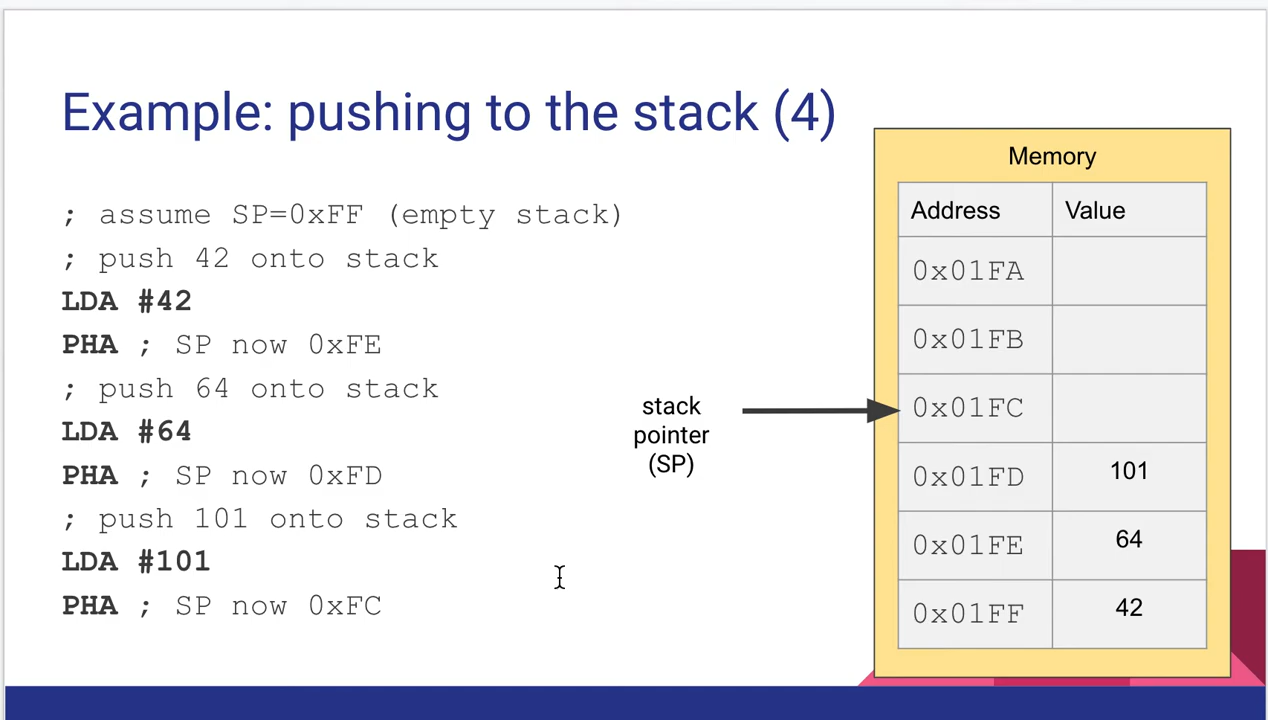 Example: pushing to the stack (4)
; assume SP=0xFF (empty stack)
; push 42 onto stack
LDA #42
PHA ; SP now 0xFE
; push 64 onto stack
LDA #64
PHA ; SP now 0xFD
; push 101 onto stack
LDA #101
PHA ; SP now 0xFC
stack
pointer
(SP)
Memory
Address Value
0x01FA
0x01FB
0x01FC
0x01FD 101
0x01FE 64
0x01FF 42